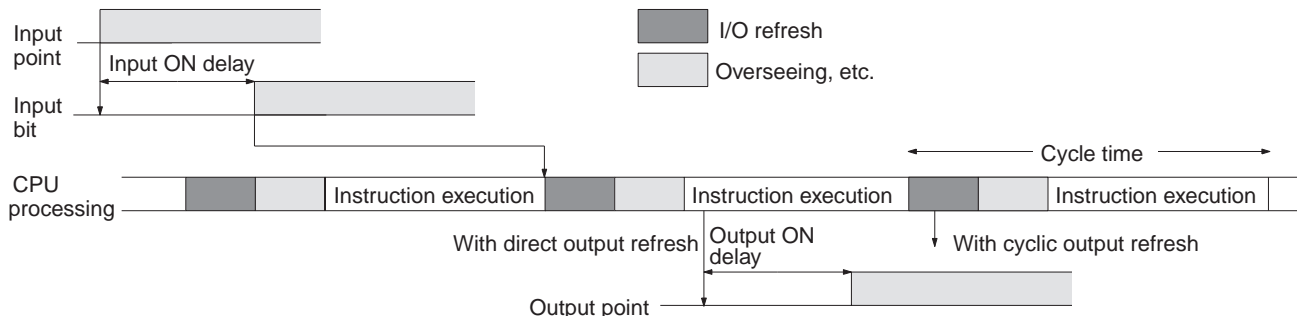 Input
point
Input ON delay
I/O refresh
Overseeing, etc.
Input
bit
Cycle time
CPU
processing
Instruction execution
Instruction execution
Instruction execution
With direct output refresh
Output ON
delay
With cyclic output refresh
Output point